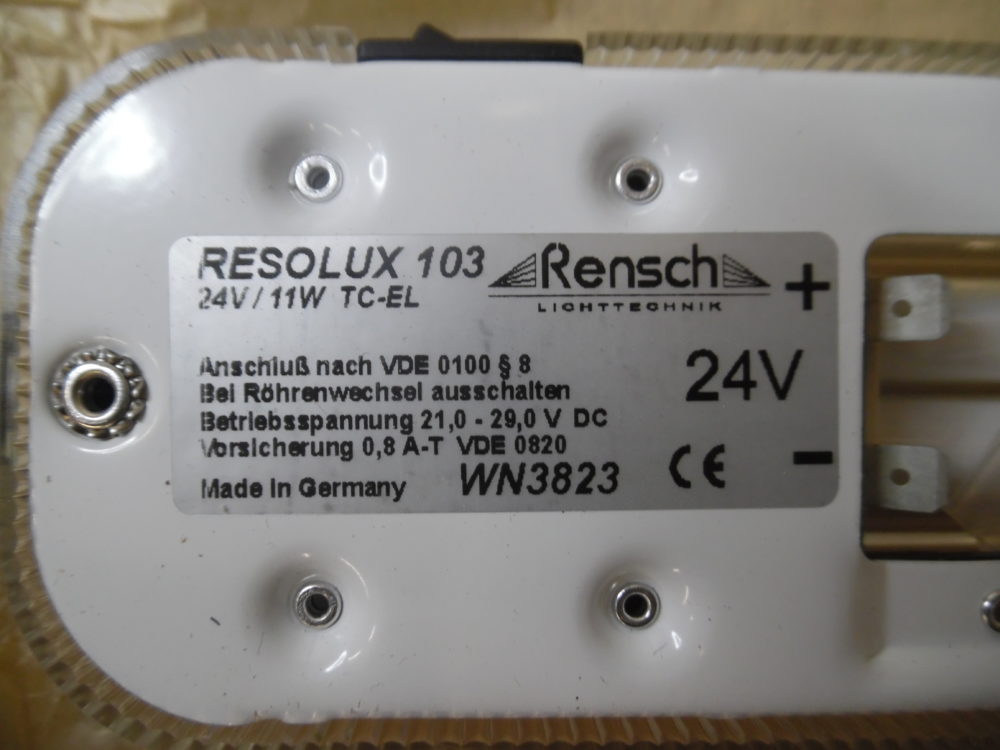 RESOLUX 103
24V / 11W TC-EL
Rensch
LICHTTECHNIK
+
Anschluß nach VDE 0100 § 8
Bei Röhrenwechsel ausschalten
Betriebsspannung 21,0 - 29,0 V DC
Vorsicherung 0,8 A-T VDE 0820
24V
Made in Germany
WN3823
CE
−